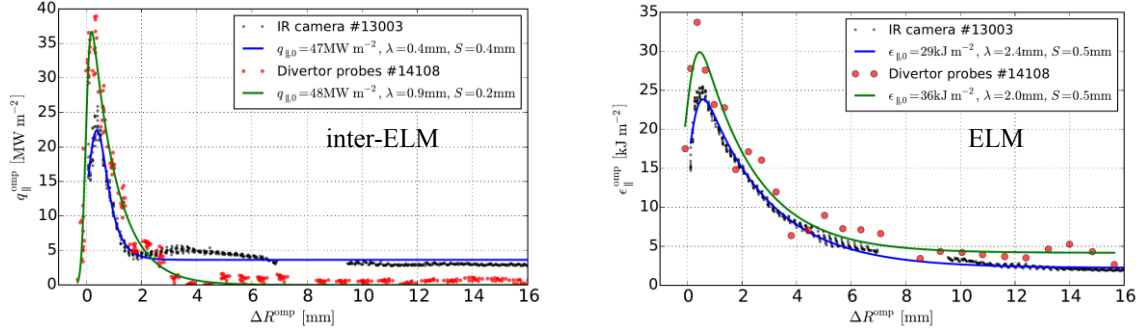 IR camera #13003
q∥,0=47MW m⁻², λ=0.4mm, S=0.4mm
Divertor probes #14108
q∥,0=48MW m⁻², λ=0.9mm, S=0.2mm
inter-ELM
q∥^omp [MW m⁻²]
40
35
30
25
20
15
10
5
0
0 2 4 6 8 10 12 14 16
ΔR^omp [mm]
IR camera #13003
ϵ∥,0=29kJ m⁻², λ=2.4mm, S=0.5mm
Divertor probes #14108
ϵ∥,0=36kJ m⁻², λ=2.0mm, S=0.5mm
ELM
ϵ∥^omp [kJ m⁻²]
35
30
25
20
15
10
5
0
0 2 4 6 8 10 12 14 16
ΔR^omp [mm]